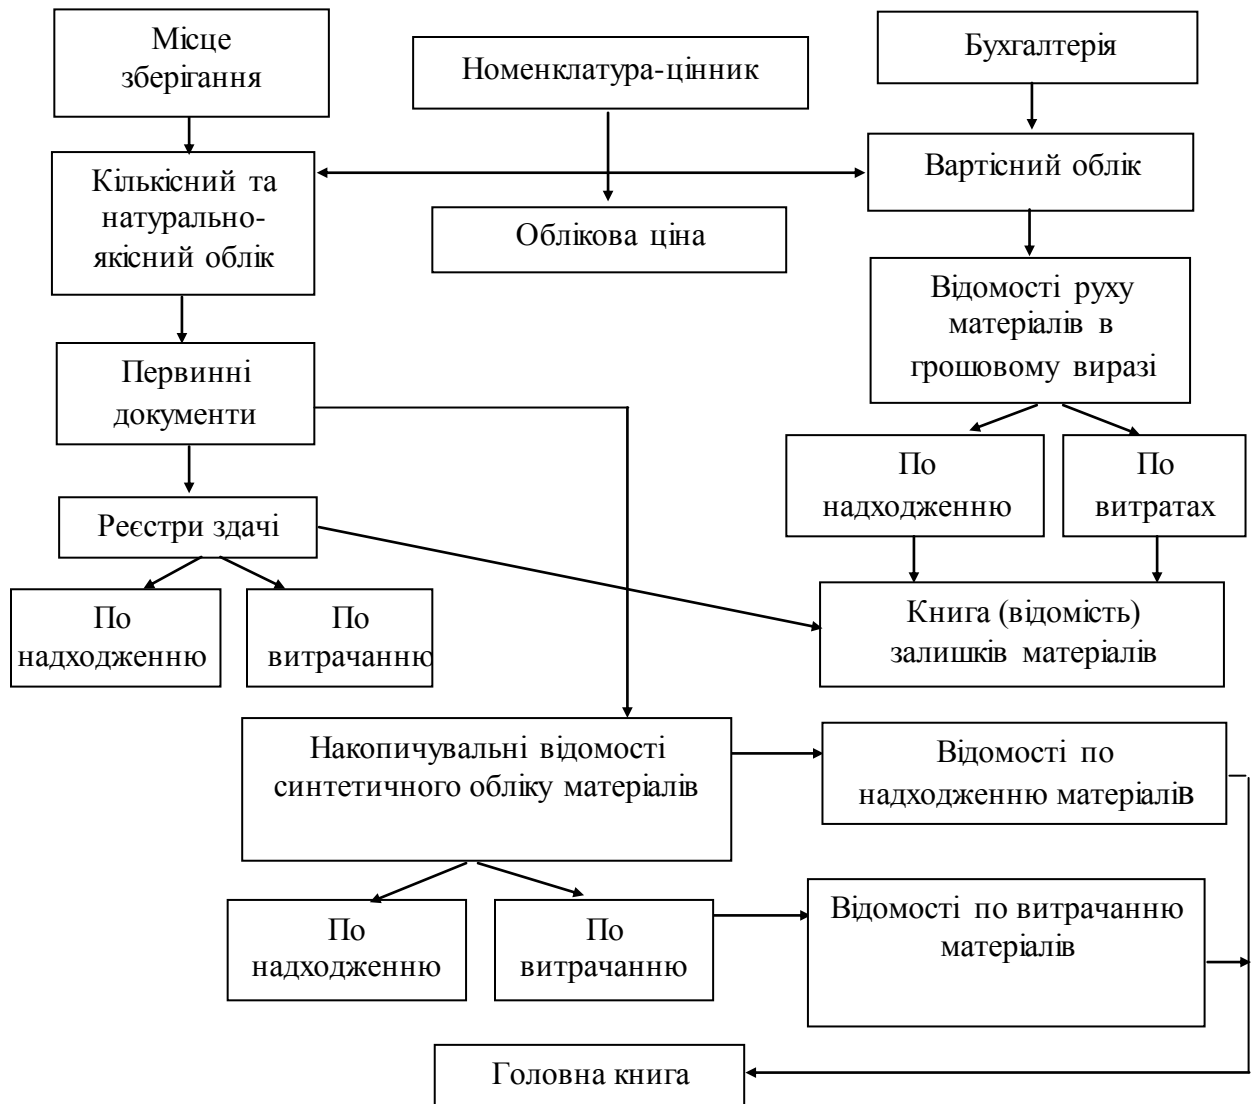 Місце
зберігання
Номенклатура-цінник
Бухгалтерія
Кількісний та
натурально-
якісний облік
Вартісний облік
Облікова ціна
Відомості руху
матеріалів в
грошовому виразі
Первинні
документи
По
надходженню
По
витратах
Реєстри здачі
По
надходженню
По
витрачанню
Книга (відомість)
залишків матеріалів
Накопичувальні відомості
синтетичного обліку матеріалів
Відомості по
надходженню матеріалів
По
надходженню
По
витрачанню
Відомості по витрачанню
матеріалів
Головна книга